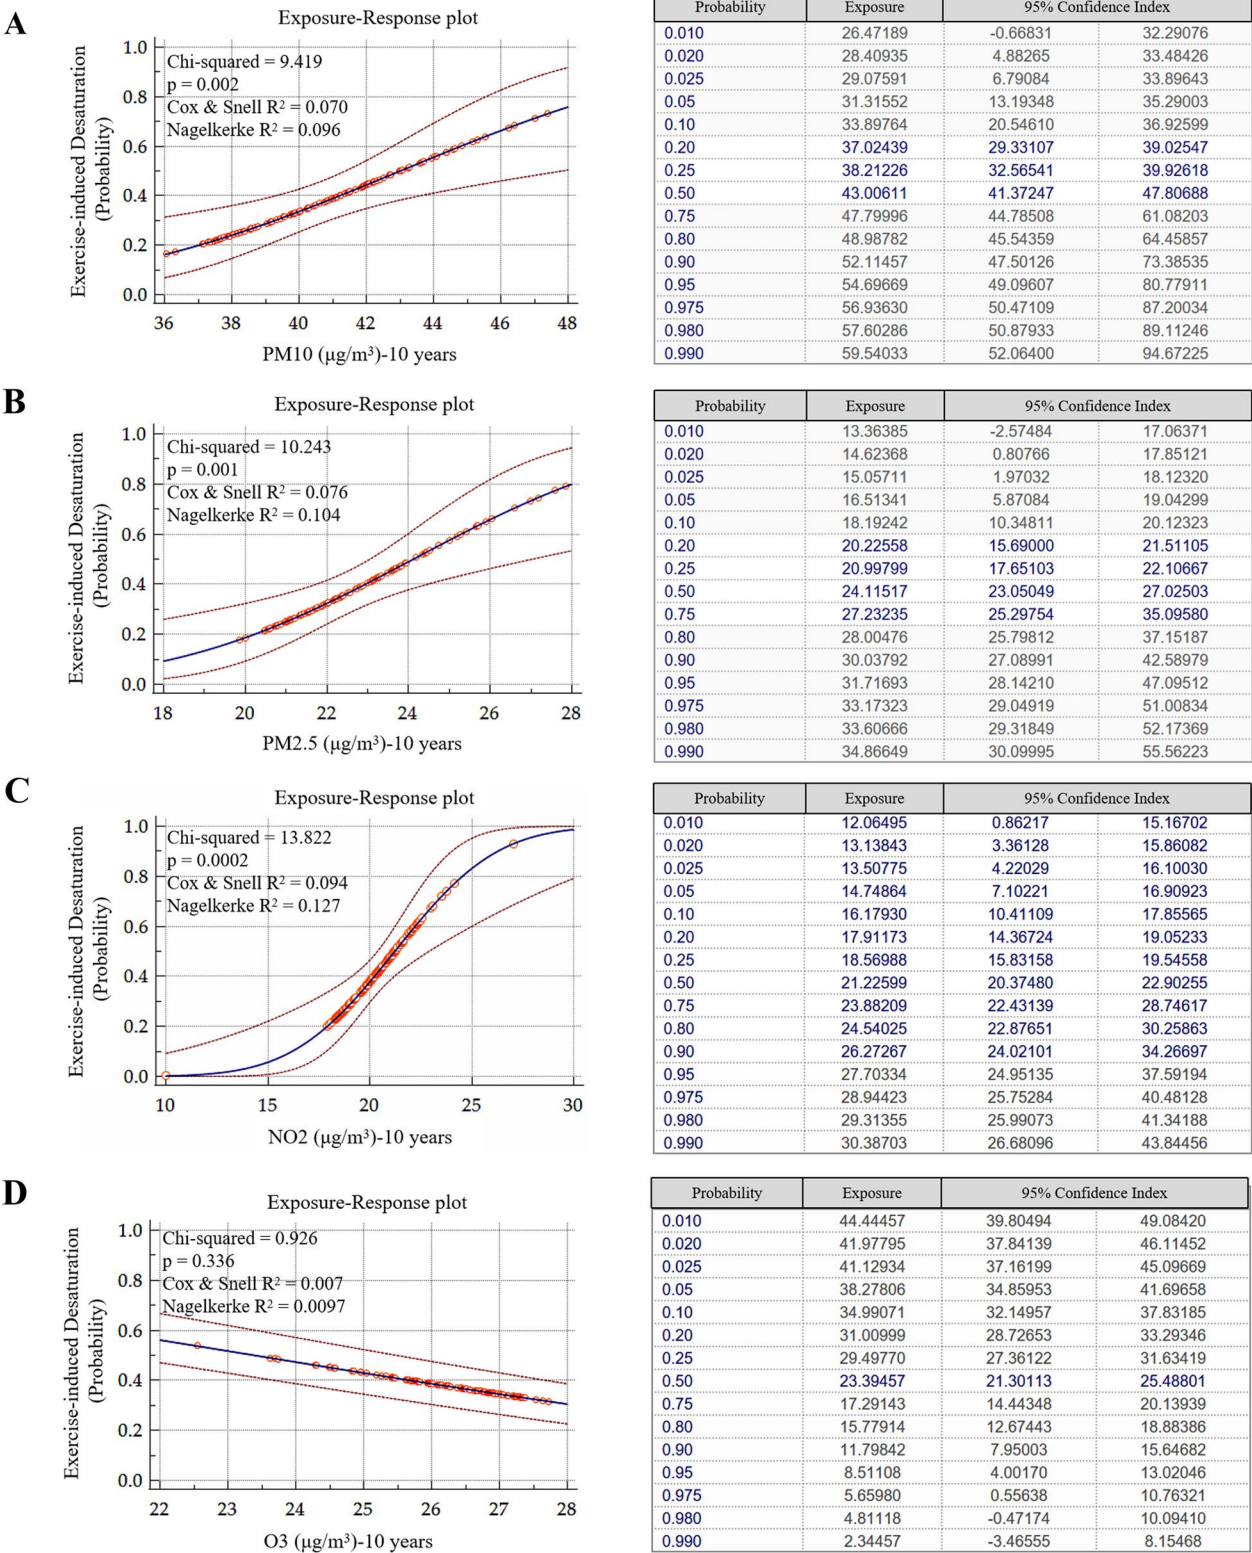 A
Exposure-Response plot
Chi-squared = 9.419
p = 0.002
Cox & Snell R² = 0.070
Nagelkerke R² = 0.096
Exercise-induced Desaturation
(Probability)
1.0
0.8
0.6
0.4
0.2
0.0
36 38 40 42 44 46 48
PM10 (μg/m³)-10 years
Probability Exposure 95% Confidence Index
0.010 26.47189 -0.66831 32.29076
0.020 28.40935 4.88265 33.48426
0.025 29.07591 6.79084 33.89643
0.05 31.31552 13.19348 35.29003
0.10 33.89764 20.54610 36.92599
0.20 37.02439 29.33107 39.02547
0.25 38.21226 32.56541 39.92618
0.50 43.00611 41.37247 47.80688
0.75 47.79996 44.78508 61.08203
0.80 48.98782 45.54359 64.45857
0.90 52.11457 47.50126 73.38535
0.95 54.69669 49.09607 80.77911
0.975 56.93630 50.47109 87.20034
0.980 57.60286 50.87933 89.11246
0.990 59.54033 52.06400 94.67225
B
Exposure-Response plot
Chi-squared = 10.243
p = 0.001
Cox & Snell R² = 0.076
Nagelkerke R² = 0.104
Exercise-induced Desaturation
(Probability)
1.0
0.8
0.6
0.4
0.2
0.0
18 20 22 24 26 28
PM2.5 (μg/m³)-10 years
Probability Exposure 95% Confidence Index
0.010 13.36385 -2.57484 17.06371
0.020 14.62368 0.80766 17.85121
0.025 15.05711 1.97032 18.12320
0.05 16.51341 5.87084 19.04299
0.10 18.19242 10.34811 20.12323
0.20 20.22558 15.69000 21.51105
0.25 20.99799 17.65103 22.10667
0.50 24.11517 23.05049 27.02503
0.75 27.23235 25.29754 35.09580
0.80 28.00476 25.79812 37.15187
0.90 30.03792 27.08991 42.58979
0.95 31.71693 28.14210 47.09512
0.975 33.17323 29.04919 51.00834
0.980 33.60666 29.31849 52.17369
0.990 34.86649 30.09995 55.56223
C
Exposure-Response plot
Chi-squared = 13.822
p = 0.0002
Cox & Snell R² = 0.094
Nagelkerke R² = 0.127
Exercise-induced Desaturation
(Probability)
1.0
0.8
0.6
0.4
0.2
0.0
10 15 20 25 30
NO2 (μg/m³)-10 years
Probability Exposure 95% Confidence Index
0.010 12.06495 0.86217 15.16702
0.020 13.13843 3.36128 15.86082
0.025 13.50775 4.22029 16.10030
0.05 14.74864 7.10221 16.90923
0.10 16.17930 10.41109 17.85565
0.20 17.91173 14.36724 19.05233
0.25 18.56988 15.83158 19.54558
0.50 21.22599 20.37480 22.90255
0.75 23.88209 22.43139 28.74617
0.80 24.54025 22.87651 30.25863
0.90 26.27267 24.02101 34.26697
0.95 27.70334 24.95135 37.59194
0.975 28.94423 25.75284 40.48128
0.980 29.31355 25.99073 41.34188
0.990 30.38703 26.68096 43.84456
D
Exposure-Response plot
Chi-squared = 0.926
p = 0.336
Cox & Snell R² = 0.007
Nagelkerke R² = 0.0097
Exercise-induced Desaturation
(Probability)
1.0
0.8
0.6
0.4
0.2
0.0
22 23 24 25 26 27 28
O3 (μg/m³)-10 years
Probability Exposure 95% Confidence Index
0.010 44.44457 39.80494 49.08420
0.020 41.97795 37.84139 46.11452
0.025 41.12934 37.16199 45.09669
0.05 38.27806 34.85953 41.69658
0.10 34.99071 32.14957 37.83185
0.20 31.00999 28.72653 33.29346
0.25 29.49770 27.36122 31.63419
0.50 23.39457 21.30113 25.48801
0.75 17.29143 14.44348 20.13939
0.80 15.77914 12.67443 18.88386
0.90 11.79842 7.95003 15.64682
0.95 8.51108 4.00170 13.02046
0.975 5.65980 0.55638 10.76321
0.980 4.81118 -0.47174 10.09410
0.990 2.34457 -3.46555 8.15468